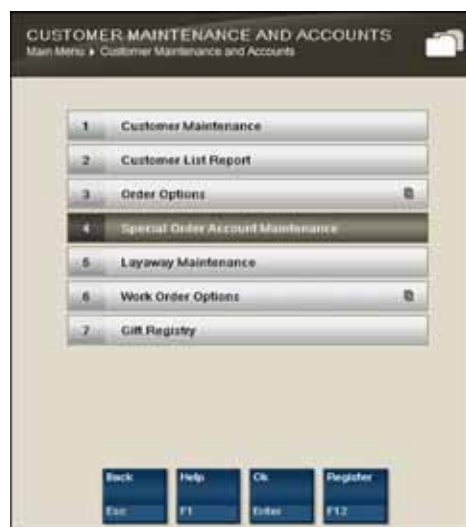 CUSTOMER MAINTENANCE AND ACCOUNTS
Main Menu ▸ Customer Maintenance and Accounts
1 Customer Maintenance
2 Customer List Report
3 Order Options
4 Special Order Account Maintenance
5 Layaway Maintenance
6 Work Order Options
7 Gift Registry
Back Help Ok Register
Esc F1 Enter F12